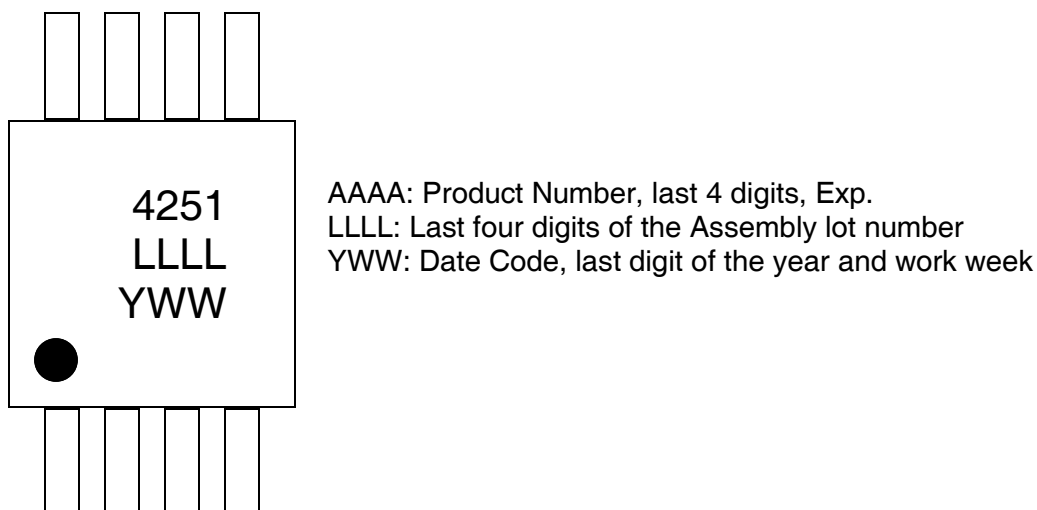 4251
LLLL
YWW
AAAA: Product Number, last 4 digits, Exp.
LLLL: Last four digits of the Assembly lot number
YWW: Date Code, last digit of the year and work week